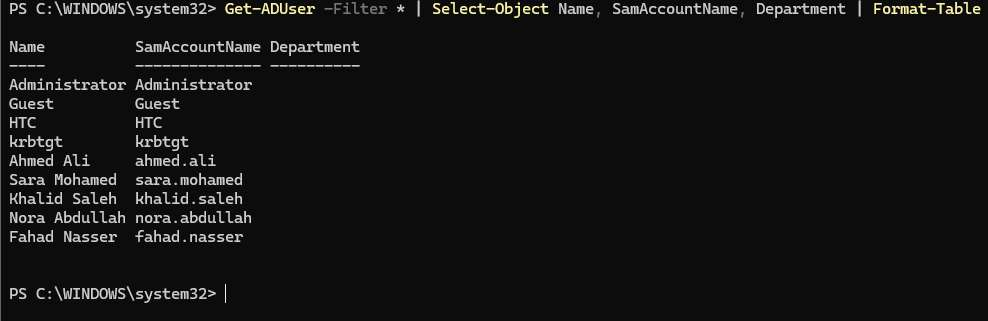 PS C:\WINDOWS\system32> Get-ADUser -Filter * | Select-Object Name, SamAccountName, Department | Format-Table
Name          SamAccountName Department
----          -------------- ----------
Administrator Administrator
Guest         Guest
HTC           HTC
krbtgt        krbtgt
Ahmed Ali     ahmed.ali
Sara Mohamed  sara.mohamed
Khalid Saleh  khalid.saleh
Nora Abdullah nora.abdullah
Fahad Nasser  fahad.nasser
PS C:\WINDOWS\system32>